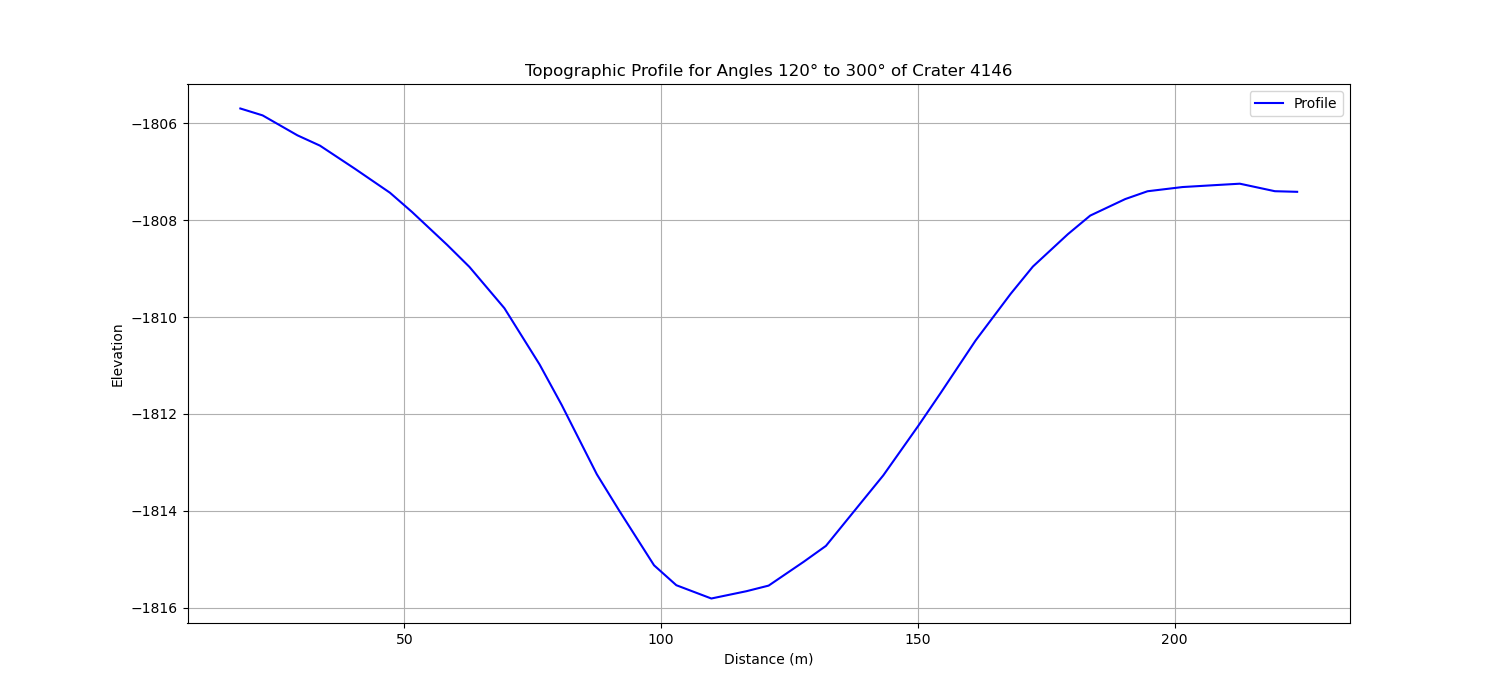 Topographic Profile for Angles 120° to 300° of Crater 4146
Profile
−1806
−1808
−1810
−1812
−1814
−1816
Elevation
50
100
150
200
Distance (m)